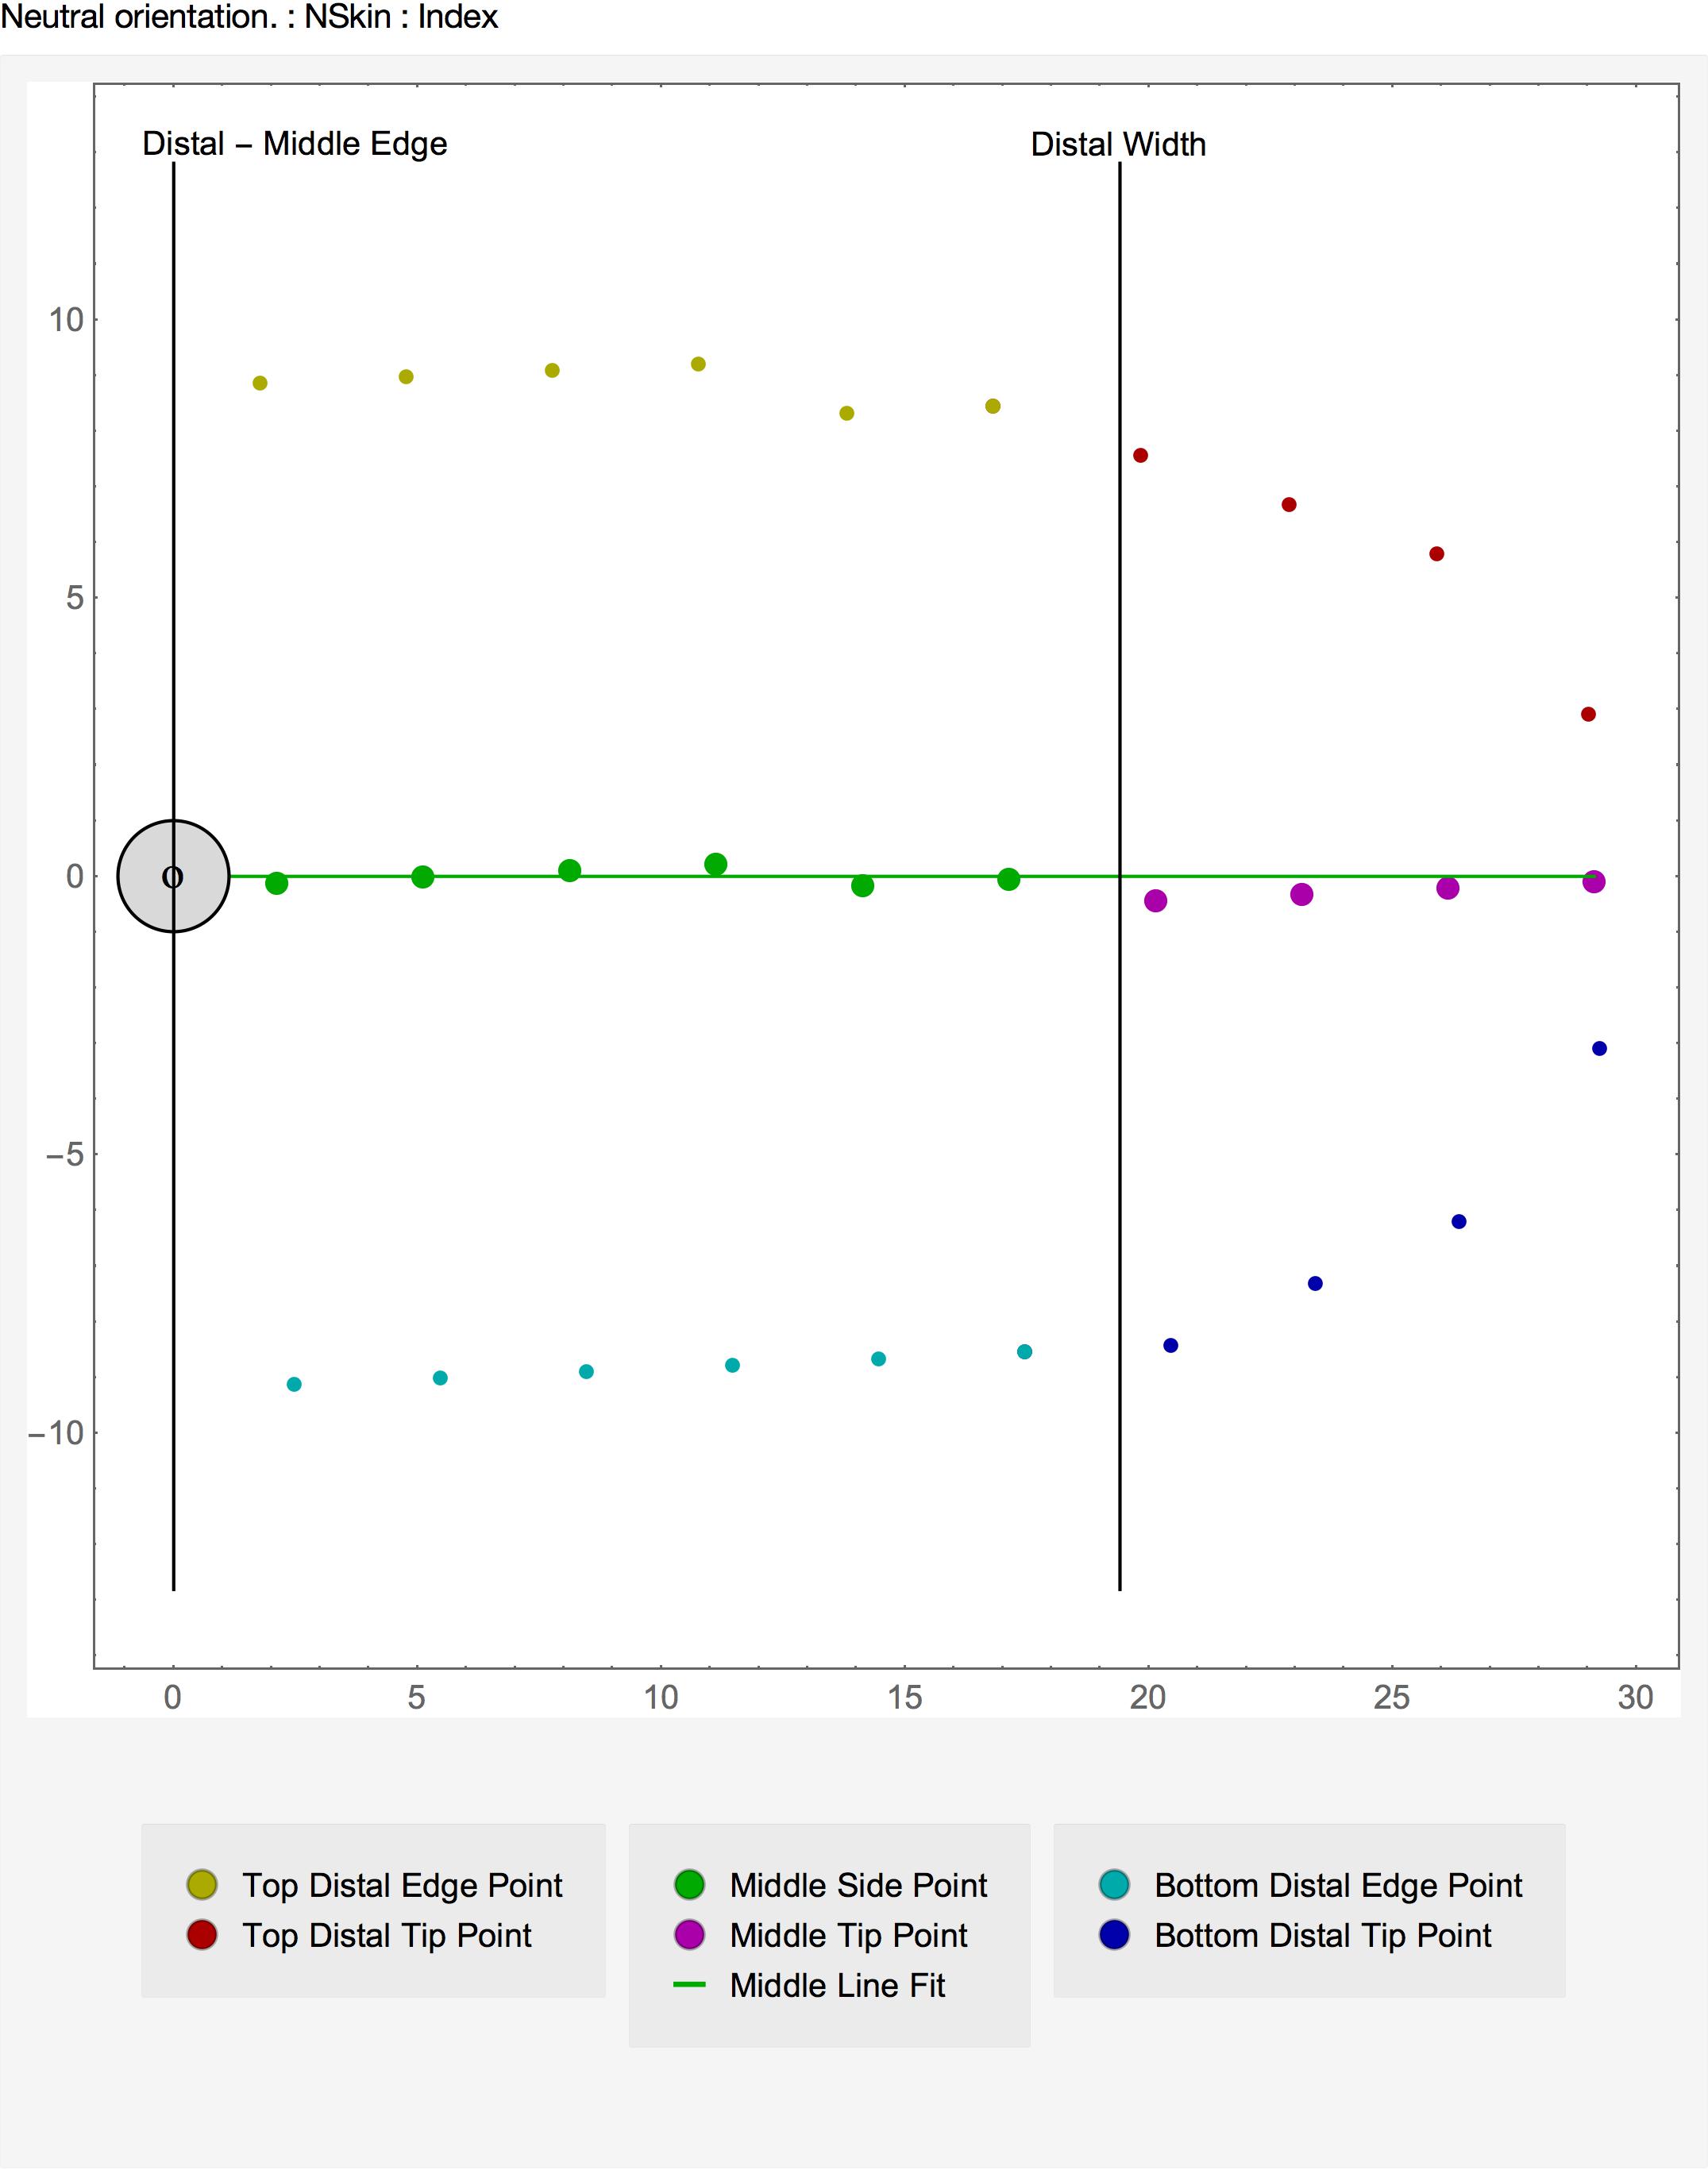 Neutral orientation. : NSkin : Index
Distal – Middle Edge
Distal Width
10
5
0
−5
−10
o
0 5 10 15 20 25 30
Top Distal Edge Point
Top Distal Tip Point
Middle Side Point
Middle Tip Point
Middle Line Fit
Bottom Distal Edge Point
Bottom Distal Tip Point